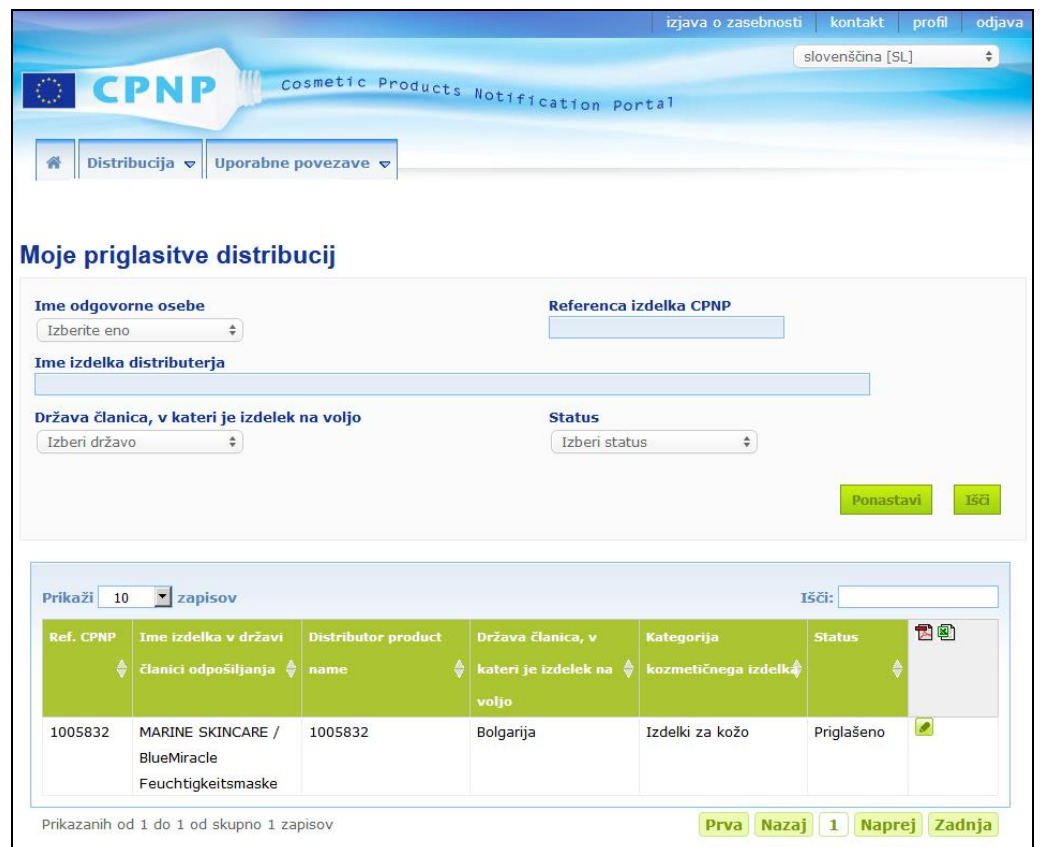 izjava o zasebnosti kontakt profil odjava
slovenščina [SL]
CPNP Cosmetic Products Notification Portal
Distribucija Uporabne povezave
Moje priglasitve distribucij
Ime odgovorne osebe Referenca izdelka CPNP
Izberite eno
Ime izdelka distributerja
Država članica, v kateri je izdelek na voljo Status
Izberi državo Izberi status
Ponastavi Išči
Prikaži 10 zapisov Išči:
Ref. CPNP Ime izdelka v državi Distributor product Država članica, v Kategorija Status
članici odpošiljanja name kateri je izdelek na kozmetičnega izdelka
voljo
1005832 MARINE SKINCARE / 1005832 Bolgarija Izdelki za kožo Priglašeno
BlueMiracle
Feuchtigkeitsmaske
Prikazanih od 1 do 1 od skupno 1 zapisov Prva Nazaj 1 Naprej Zadnja